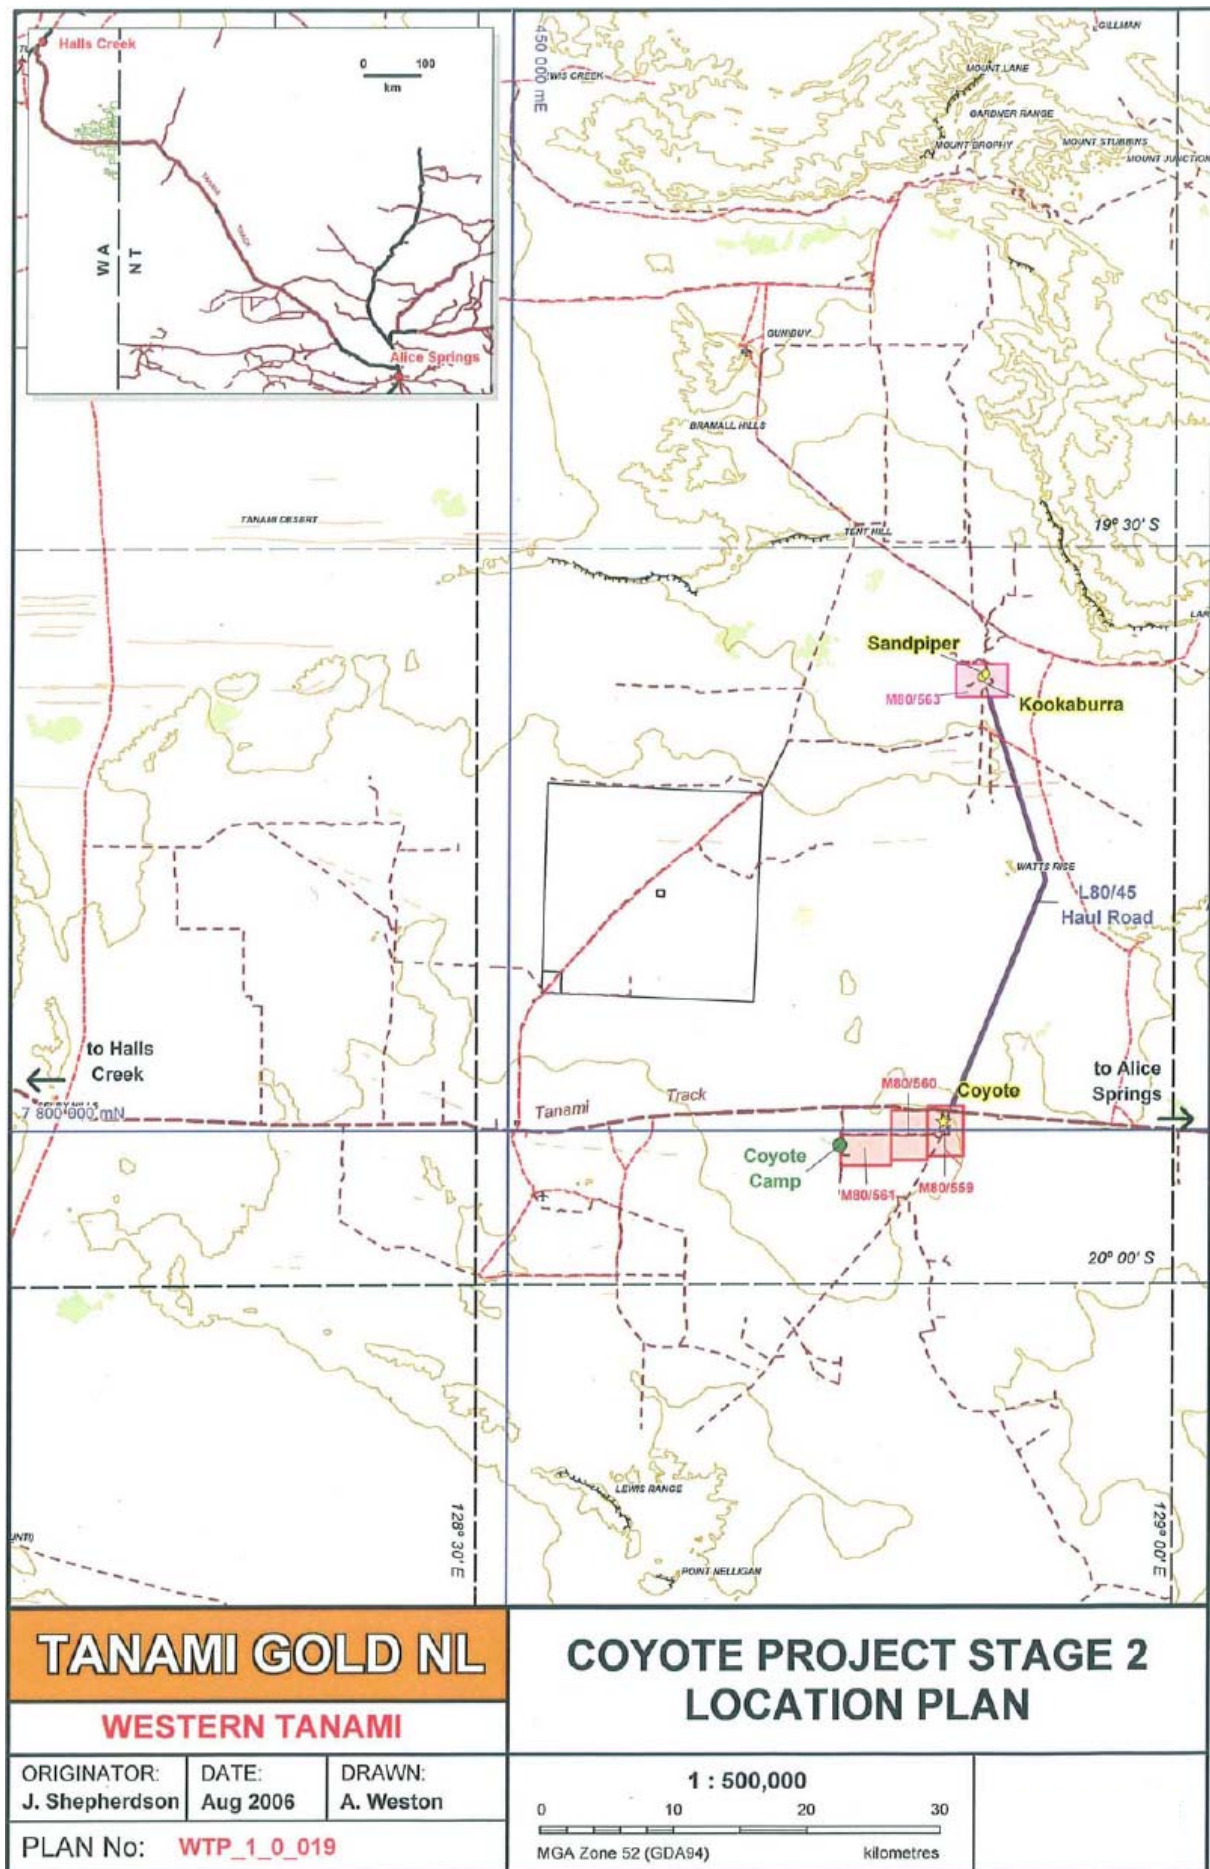 Halls Creek
0 100
km
WA
NT
TANAMI
TRACK
Alice Springs
450 000 mE
GILLMAN
MOUNT LANE
GARDNER RANGE
MOUNT BROPHY
MOUNT STUBBINS
MOUNT JUNCTION
BRAMALL HILLS
TANAMI DESERT
19° 30' S
TENT HILL
Sandpiper
M80/563
Kookaburra
WATTS RISE
L80/45
Haul Road
to Halls
Creek
to Alice
Springs
7 800 000 mN
Tanami
Track
M80/560
Coyote
Coyote
Camp
M80/561
M80/559
20° 00' S
LEWIS RANGE
POINT NELLIGAN
128° 30' E
129° 00' E
TANAMI GOLD NL
WESTERN TANAMI
COYOTE PROJECT STAGE 2
LOCATION PLAN
ORIGINATOR:
J. Shepherdson
DATE:
Aug 2006
DRAWN:
A. Weston
PLAN No: WTP_1_0_019
1 : 500,000
0 10 20 30
MGA Zone 52 (GDA94) kilometres